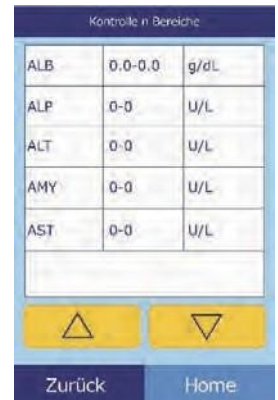 Kontrolle n Bereiche
ALB 0.0-0.0 g/dL
ALP 0-0 U/L
ALT 0-0 U/L
AMY 0-0 U/L
AST 0-0 U/L
Zurück Home